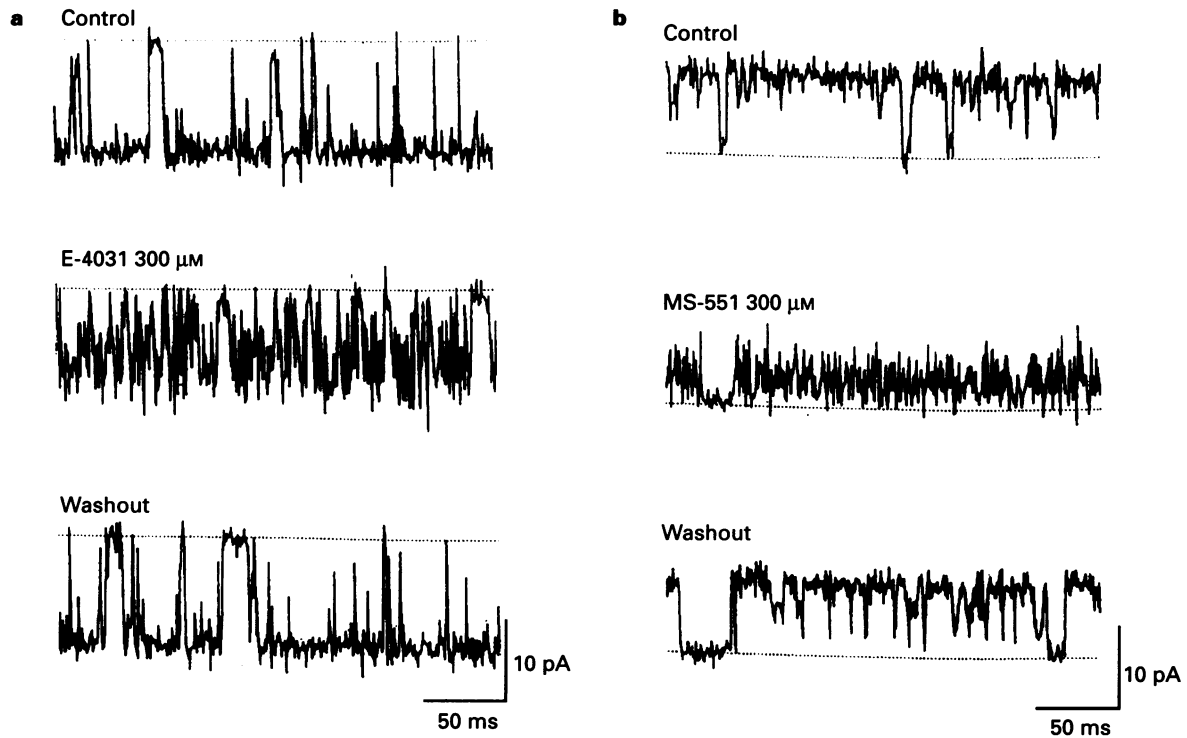 a
Control
E-4031 300 μM
Washout
10 pA
50 ms
b
Control
MS-551 300 μM
Washout
10 pA
50 ms